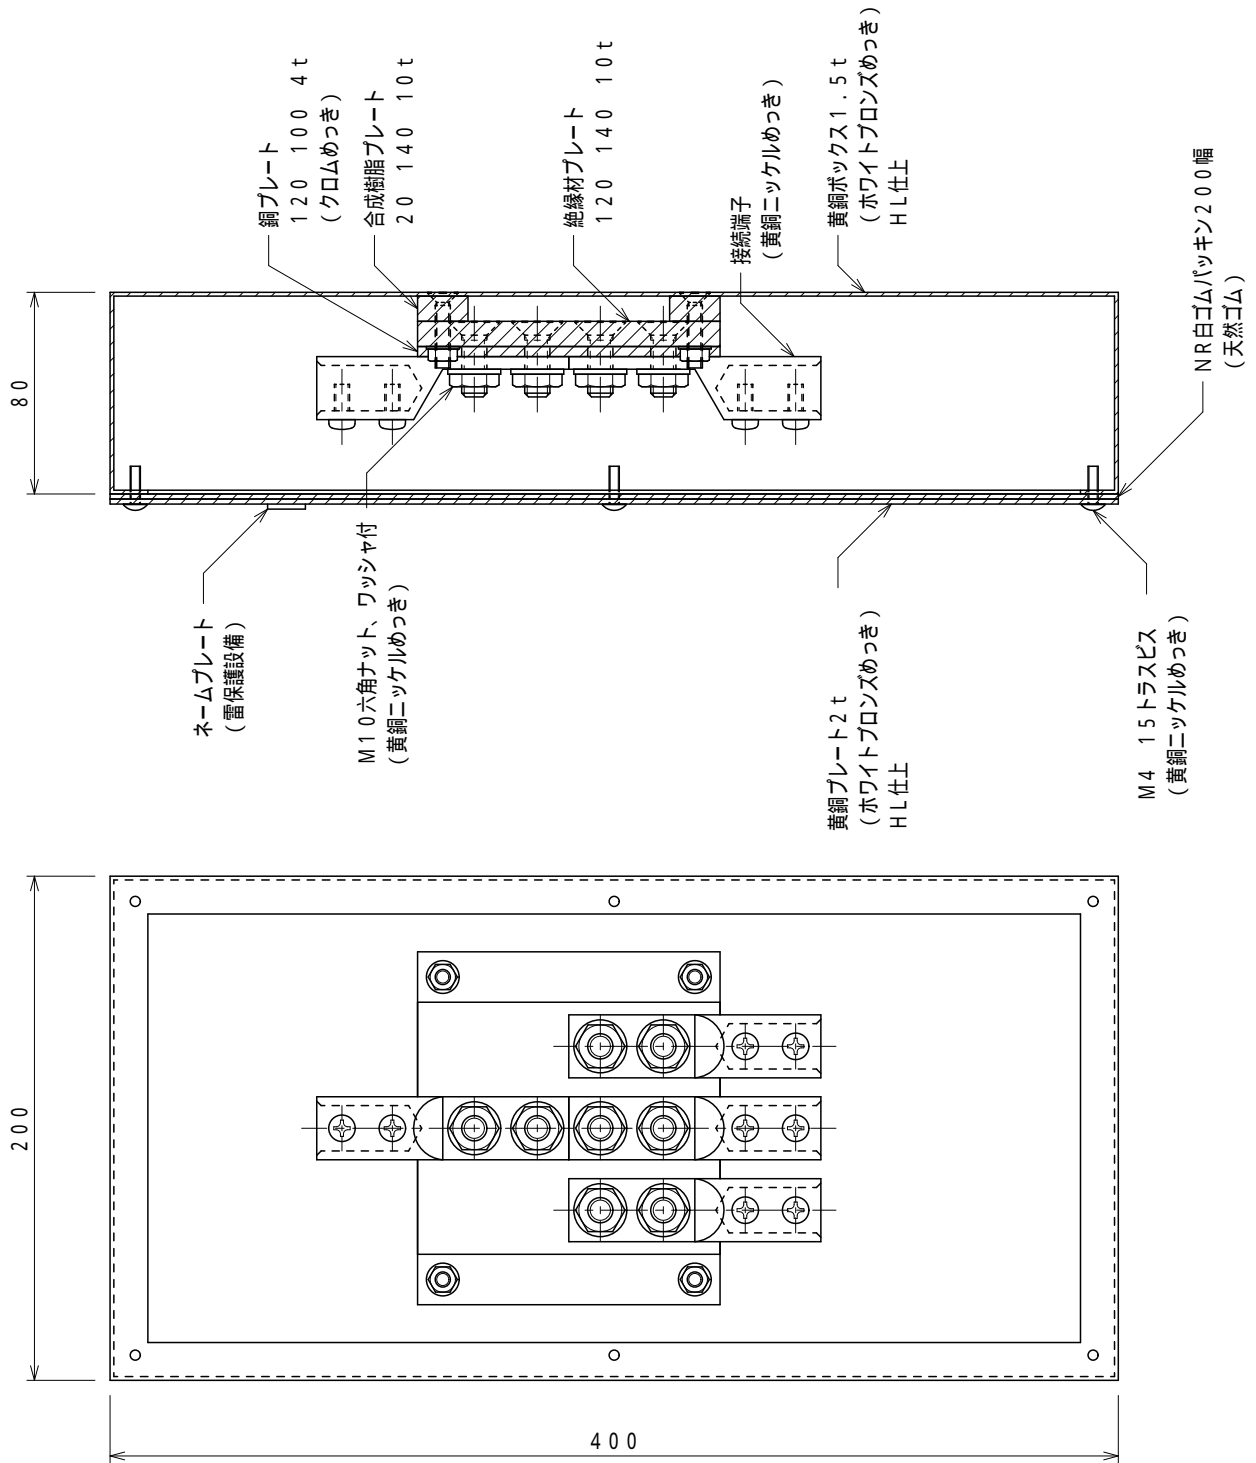 銅プレート
120 100 4t
(クロムめっき)
合成樹脂プレート
20 140 10t
絶縁材プレート
120 140 10t
接続端子
(黄銅ニッケルめっき)
黄銅ボックス1.5t
(ホワイトブロンズめっき)
HL仕上
NR白ゴムパッキン200幅
(天然ゴム)
80
ネームプレート
(雷保護設備)
M10六角ナット、ワッシャ付
(黄銅ニッケルめっき)
黄銅プレート2t
(ホワイトブロンズめっき)
HL仕上
M4 15トラスビス
(黄銅ニッケルめっき)
200
400